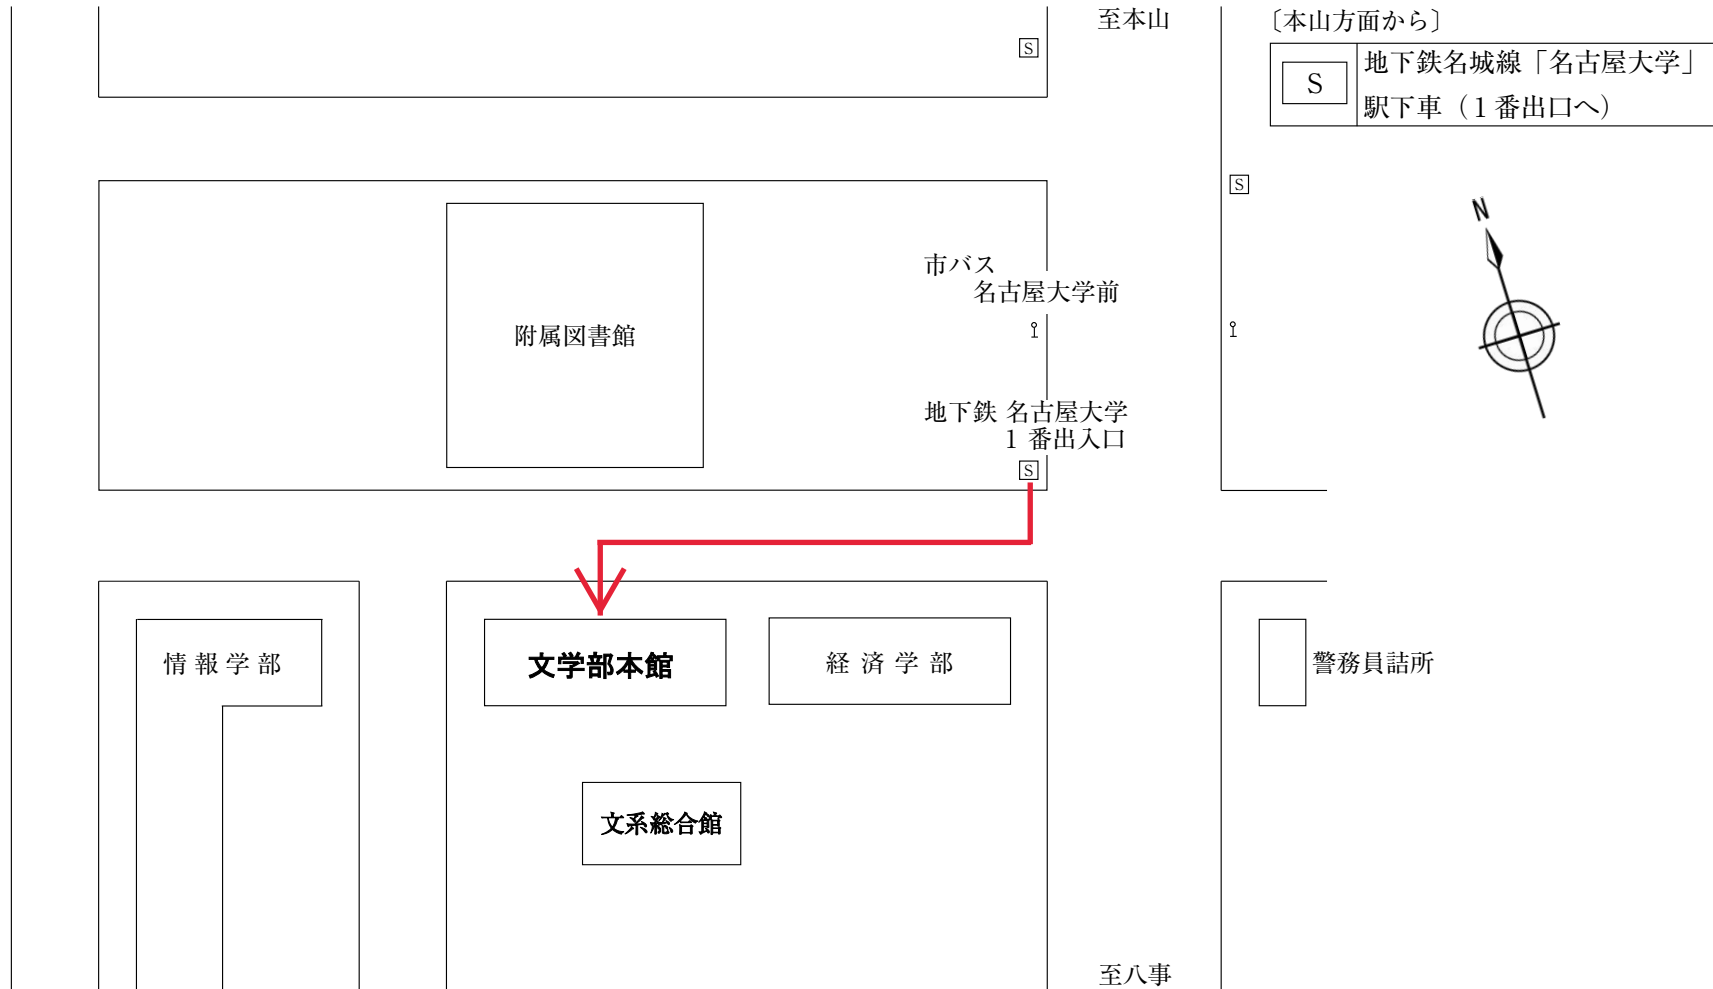 至本山
〔本山方面から〕
S
S
地下鉄名城線「名古屋大学」
駅下車（１番出口へ）
S
N
市バス
名古屋大学前
附属図書館
地下鉄 名古屋大学
１番出入口
S
情報学部
文学部本館
経済学部
警務員詰所
文系総合館
至八事